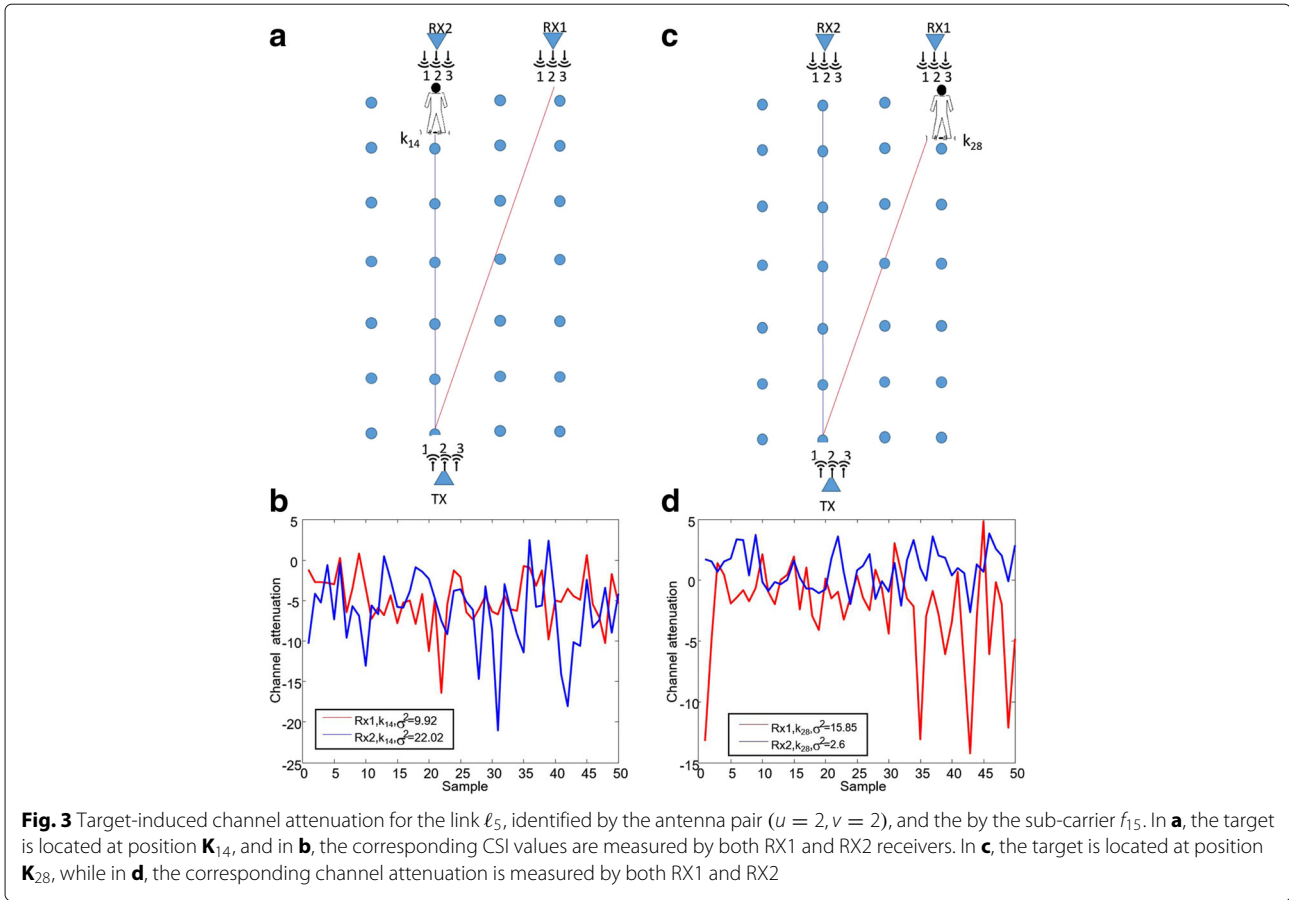 a
RX2 RX1
1 2 3 1 2 3
k14
1 2 3
TX
c
RX2 RX1
1 2 3 1 2 3
k28
1 2 3
TX
b
5
0
-5
-10
-15
-20
-25
Channel attenuation
0 5 10 15 20 25 30 35 40 45 50
Sample
Rx1,k14,σ²=9.92
Rx2,k14,σ²=22.02
d
5
0
-5
-10
-15
Channel attenuation
0 5 10 15 20 25 30 35 40 45 50
Sample
Rx1,k28,σ²=15.85
Rx2,k28,σ²=2.6
Fig. 3 Target-induced channel attenuation for the link ℓ5, identified by the antenna pair (u = 2, v = 2), and the by the sub-carrier f15. In a, the target
is located at position K14, and in b, the corresponding CSI values are measured by both RX1 and RX2 receivers. In c, the target is located at position
K28, while in d, the corresponding channel attenuation is measured by both RX1 and RX2